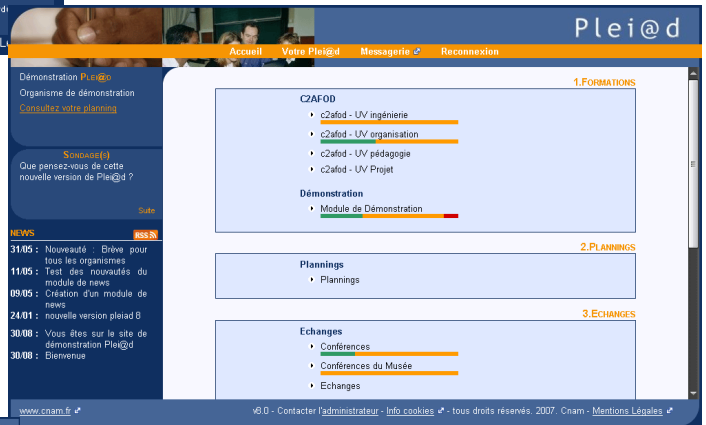 Plei@d
Accueil Votre Plei@d Messagerie Reconnexion
Démonstration PLEI@D
Organisme de démonstration
Consultez votre planning
SONDAGE(S)
Que pensez-vous de cette
nouvelle version de Plei@d ?
Suite
NEWS RSS
31/05 : Nouveauté : Brève pour
tous les organismes
11/05 : Test des nouvautés du
module de news
09/05 : Création d'un module de
news
24/01 : nouvelle version pleiad 8
30/08 : Vous êtes sur le site de
démonstration Plei@d
30/08 : Bienvenue
1.FORMATIONS
C2AFOD
c2afod - UV ingénierie
c2afod - UV organisation
c2afod - UV pédagogie
c2afod - UV Projet
Démonstration
Module de Démonstration
2.PLANNINGS
Plannings
Plannings
3.ECHANGES
Echanges
Conférences
Conférences du Musée
Echanges
www.cnam.fr v8.0 - Contacter l'administrateur - Info cookies - tous droits réservés. 2007. Cnam - Mentions Légales